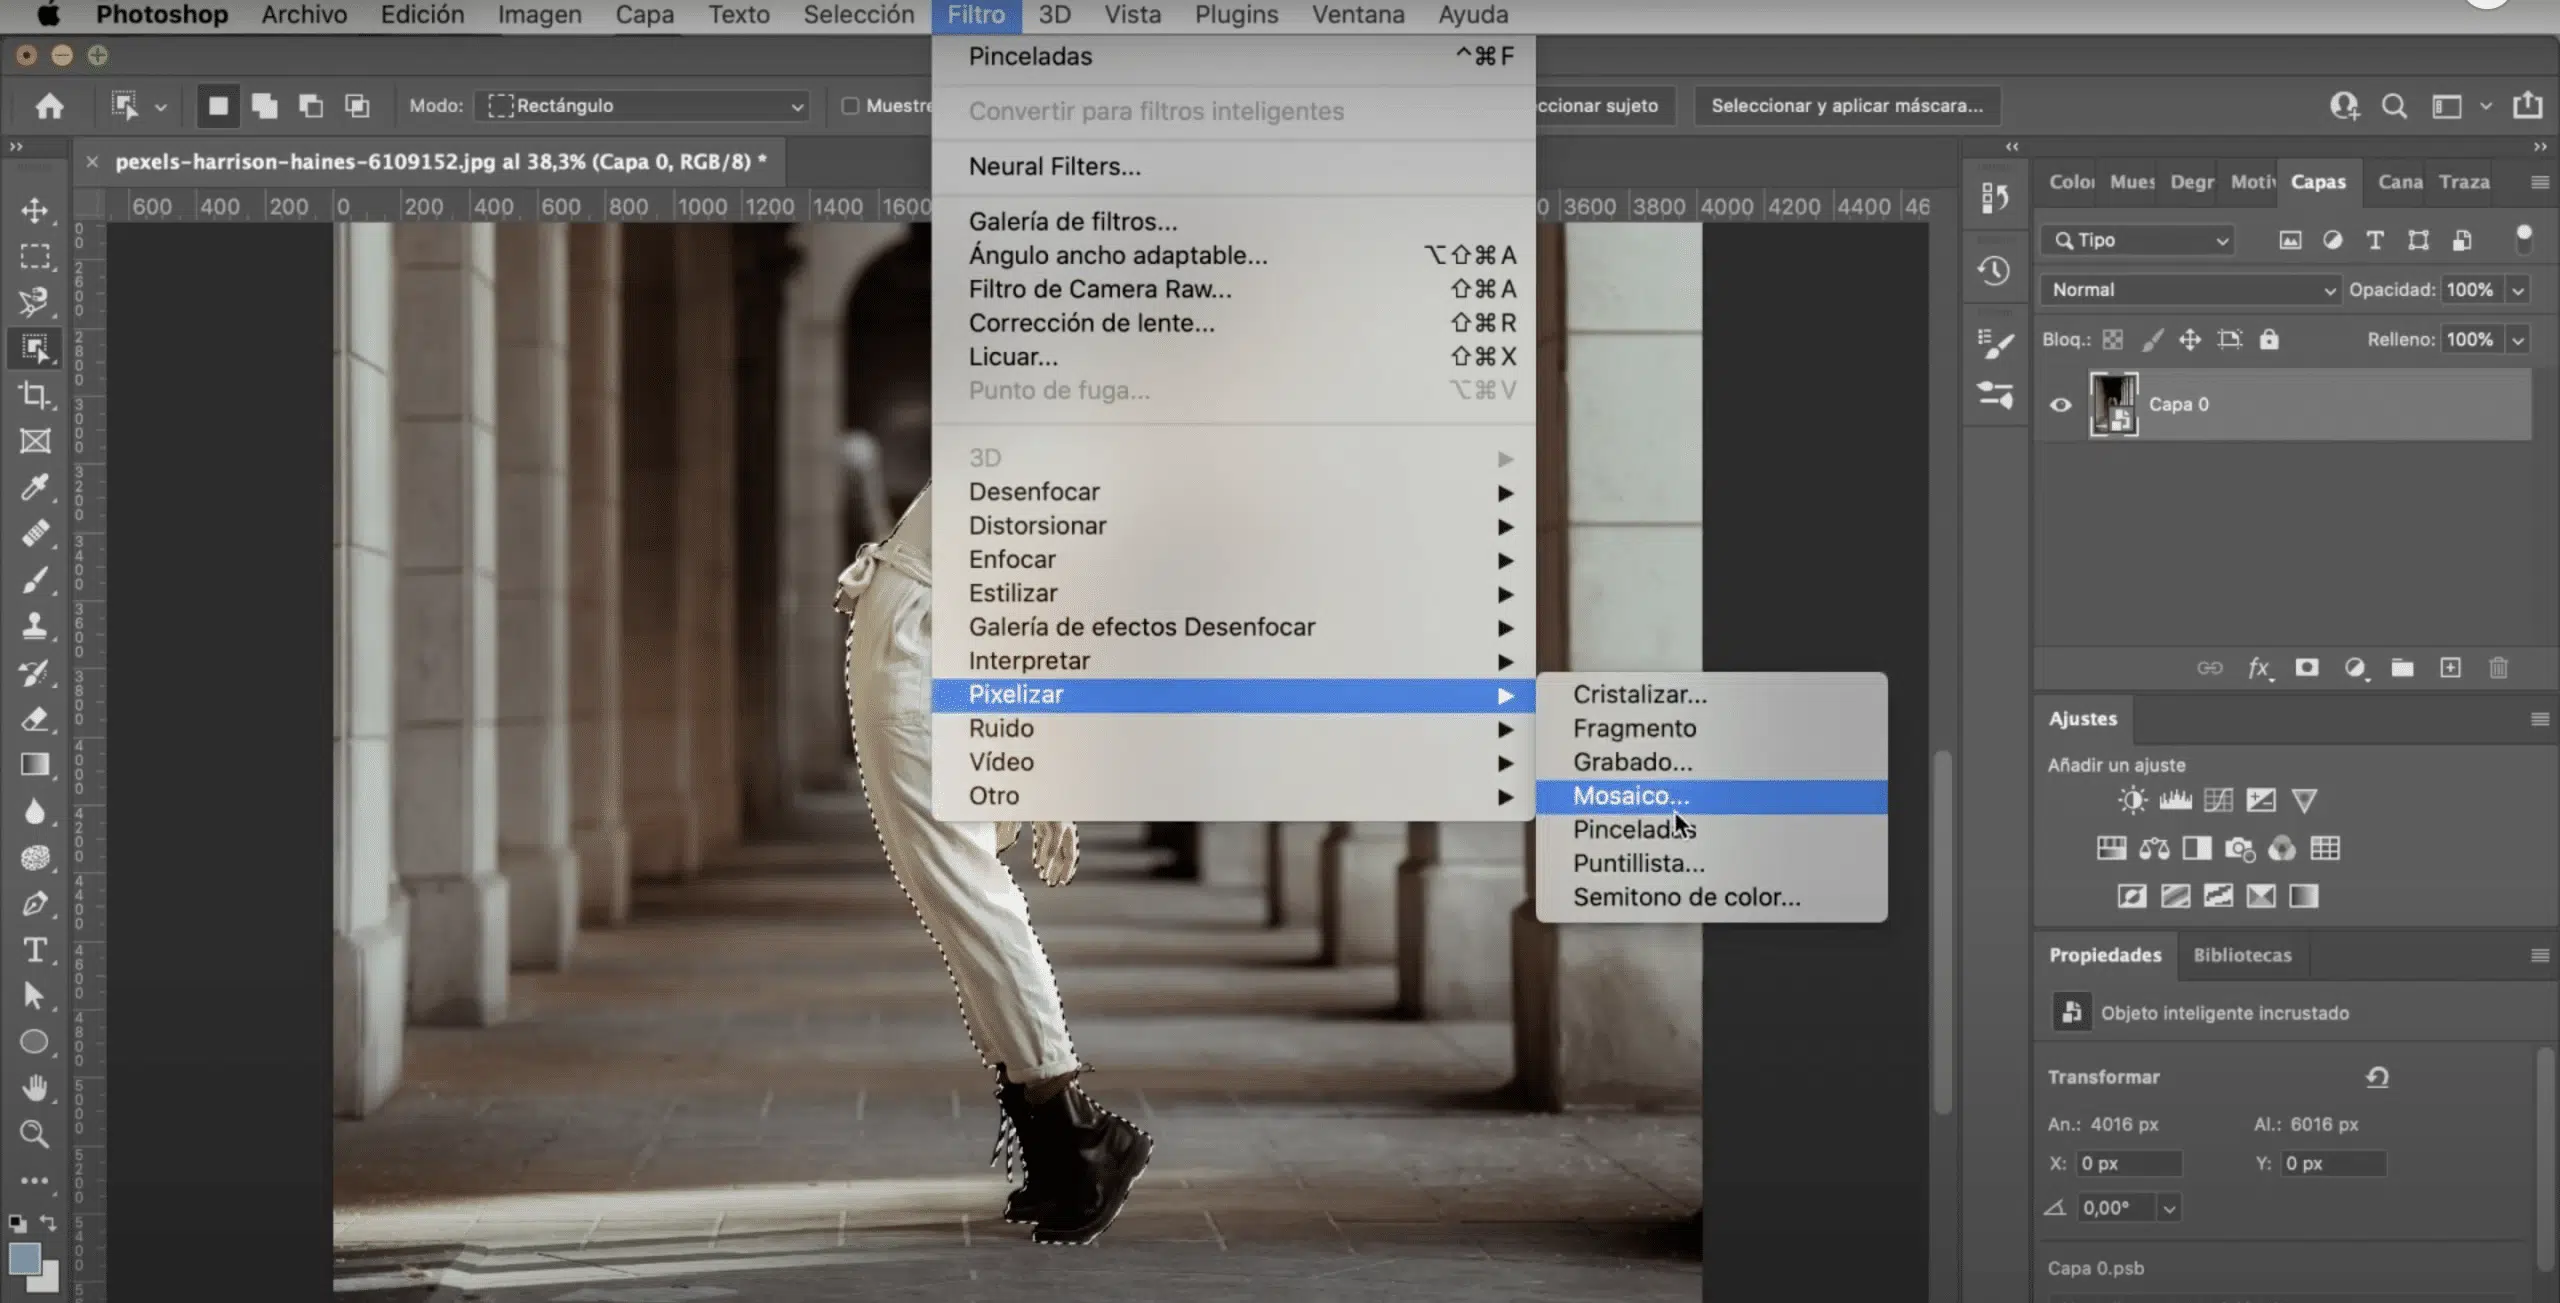 Photoshop Archivo Edición Imagen Capa Texto Selección Filtro 3D Vista Plugins Ventana Ayuda
Modo: Rectángulo Muestre
ccionar sujeto Seleccionar y aplicar máscara...
pexels-harrison-haines-6109152.jpg al 38,3% (Capa 0, RGB/8) *
600 400 200 0 200 400 600 800 1000 1200 1400 1600
0 3600 3800 4000 4200 4400 46
Pinceladas ^⌘F
Convertir para filtros inteligentes
Neural Filters...
Galería de filtros...
Ángulo ancho adaptable... ⌥⇧⌘A
Filtro de Camera Raw... ⇧⌘A
Corrección de lente... ⇧⌘R
Licuar... ⇧⌘X
Punto de fuga... ⌥⌘V
3D
Desenfocar
Distorsionar
Enfocar
Estilizar
Galería de efectos Desenfocar
Interpretar
Pixelizar
Ruido
Vídeo
Otro
Cristalizar...
Fragmento
Grabado...
Mosaico...
Pinceladas
Puntillista...
Semitono de color...
Color Mues Degr Motiv Capas Cana Traza
Tipo
Normal Opacidad: 100%
Bloq.: Relleno: 100%
Capa 0
fx
Ajustes
Añadir un ajuste
Propiedades Bibliotecas
Objeto inteligente incrustado
Transformar
An.: 4016 px Al.: 6016 px
X: 0 px Y: 0 px
0,00°
Capa 0.psb